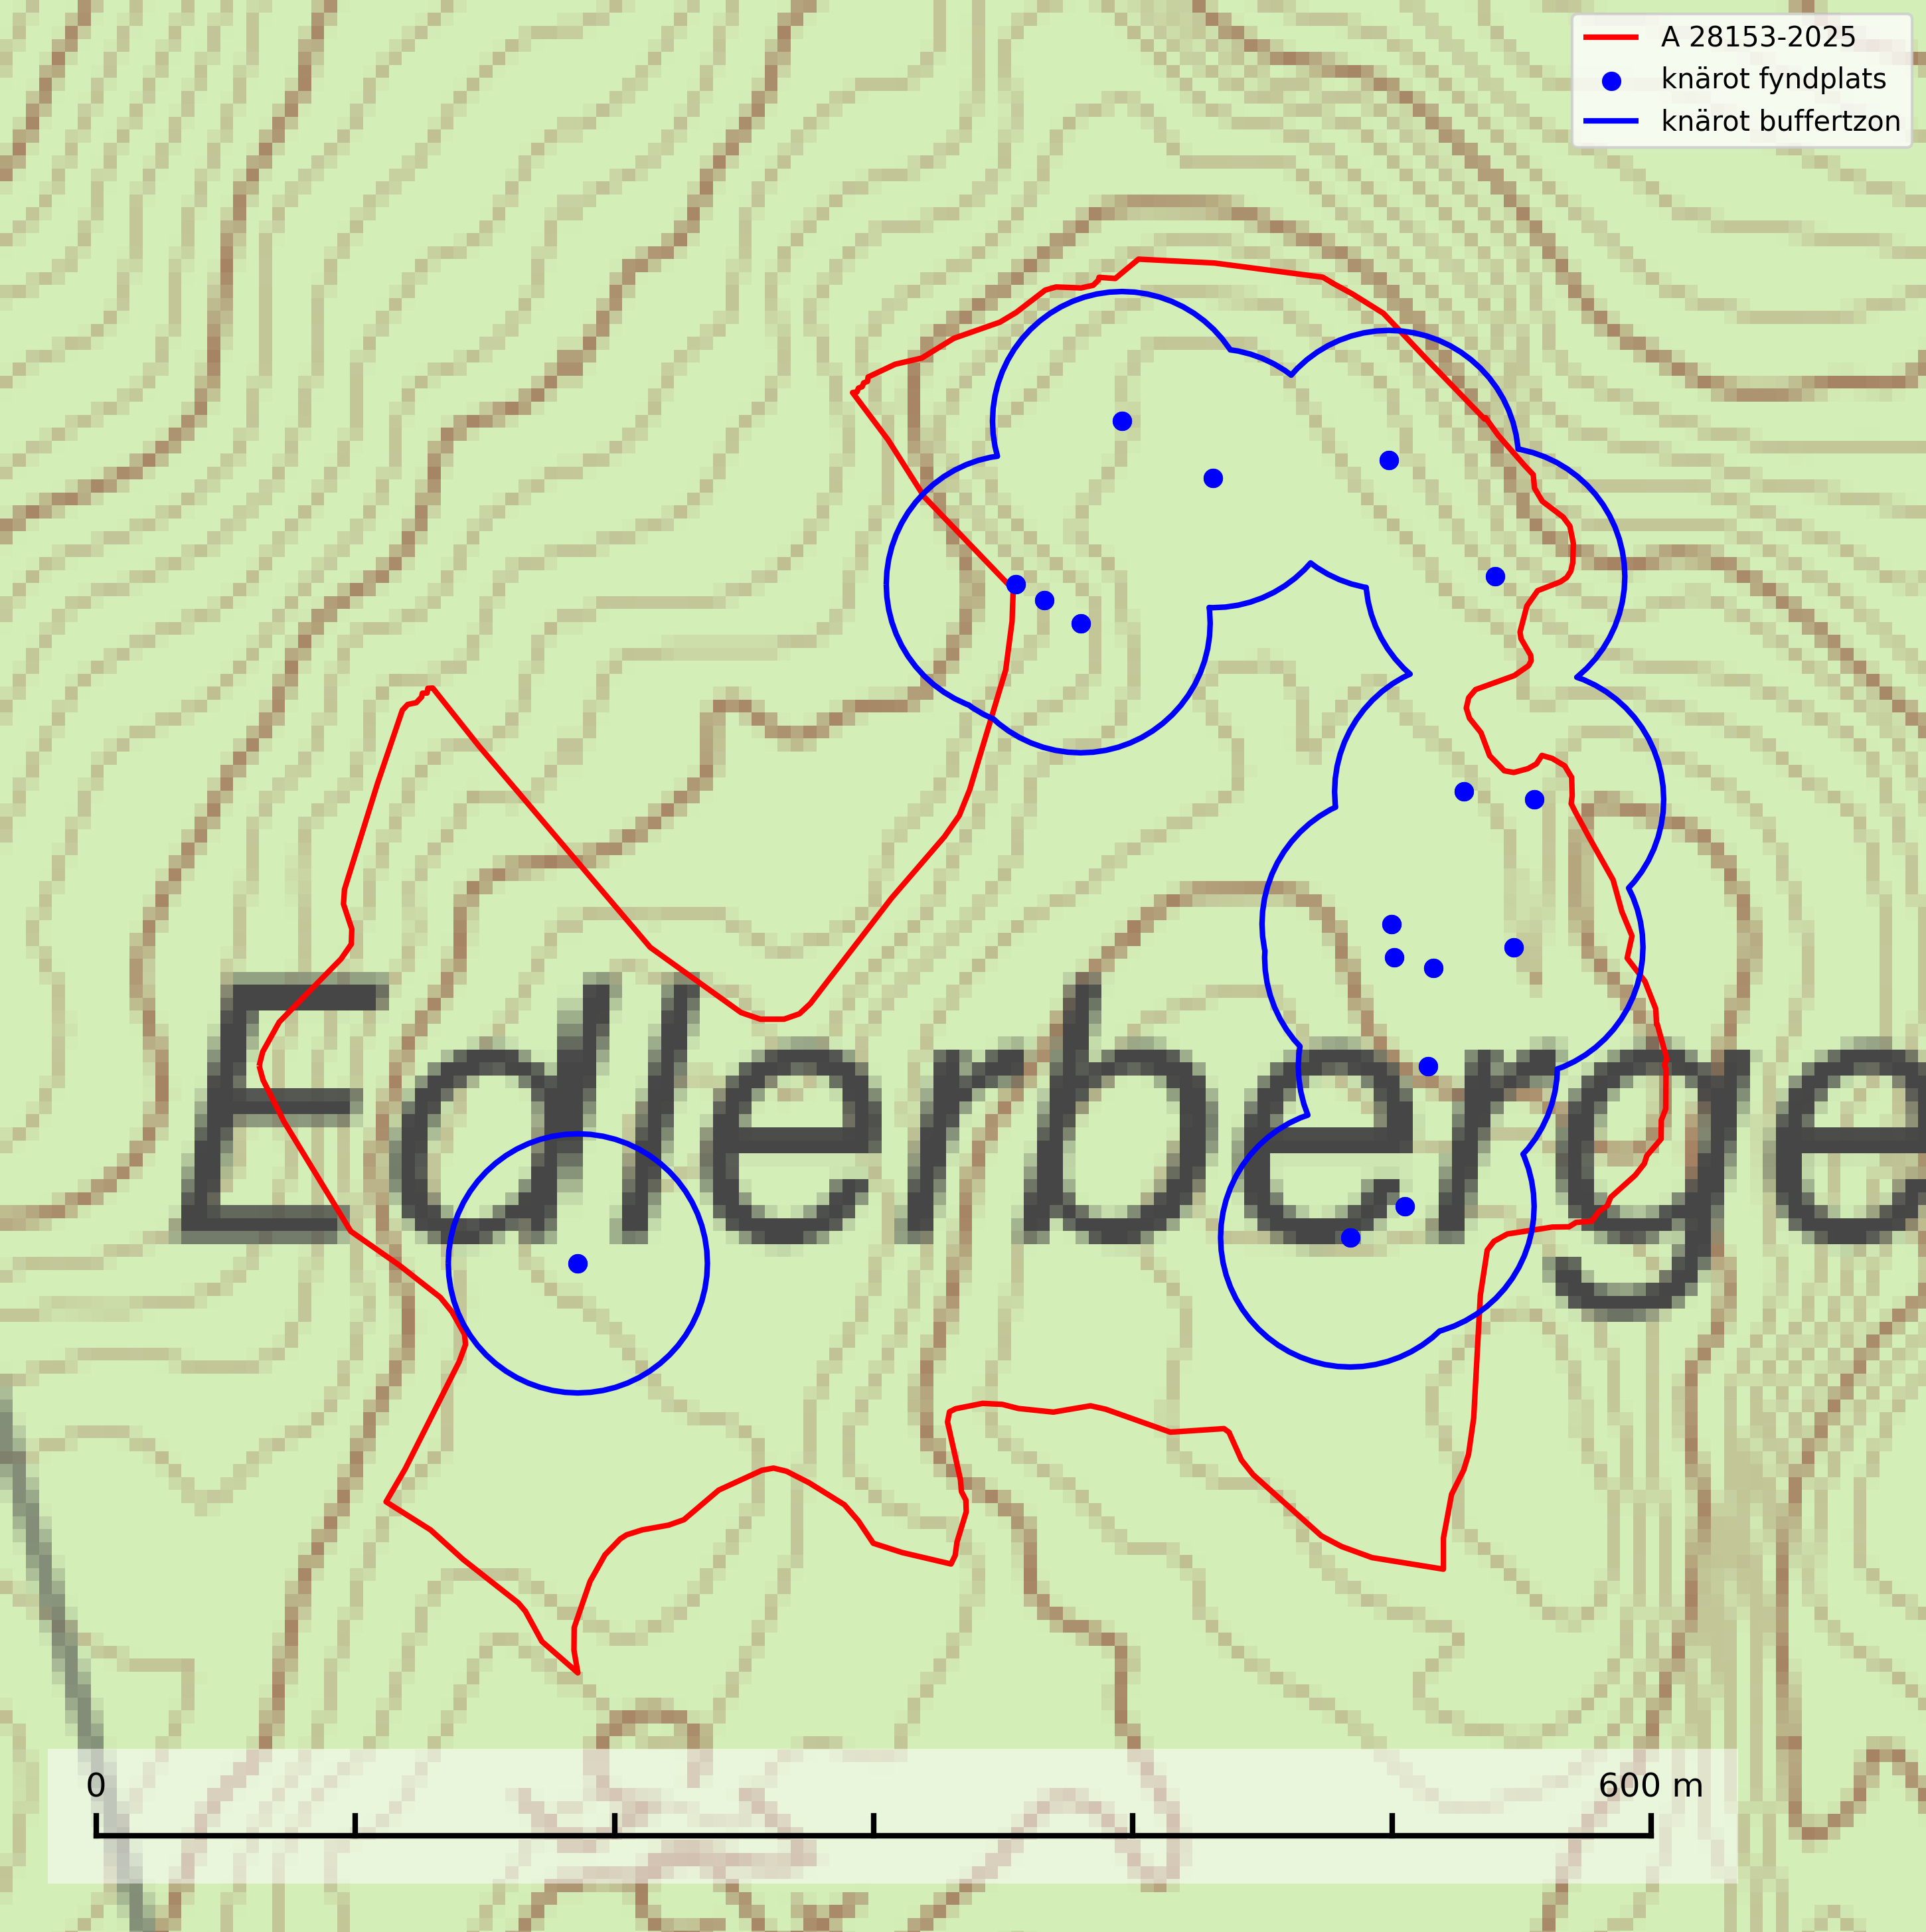 A 28153-2025
knärot fyndplats
knärot buffertzon
Edlerberge
0 600 m